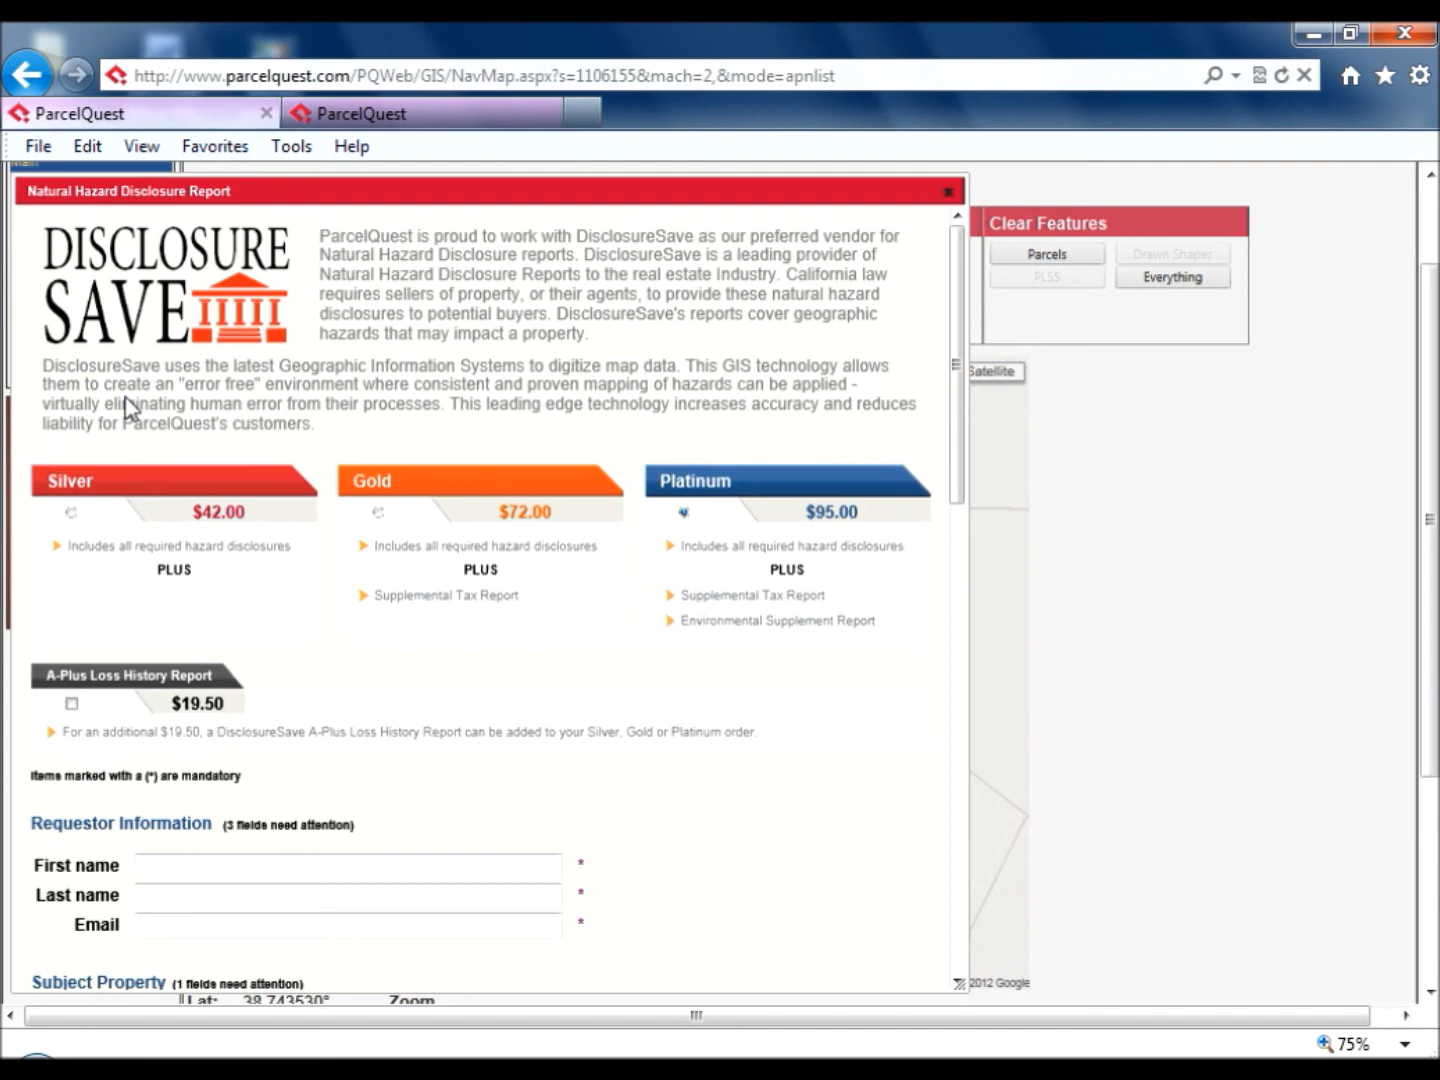 http://www.parcelquest.com/PQWeb/GIS/NavMap.aspx?s=1106155&mach=2,&mode=apnlist
ParcelQuest
ParcelQuest
File Edit View Favorites Tools Help
Main
Natural Hazard Disclosure Report
DISCLOSURE
SAVE
ParcelQuest is proud to work with DisclosureSave as our preferred vendor for
Natural Hazard Disclosure reports. DisclosureSave is a leading provider of
Natural Hazard Disclosure Reports to the real estate Industry. California law
requires sellers of property, or their agents, to provide these natural hazard
disclosures to potential buyers. DisclosureSave's reports cover geographic
hazards that may impact a property.
DisclosureSave uses the latest Geographic Information Systems to digitize map data. This GIS technology allows
them to create an "error free" environment where consistent and proven mapping of hazards can be applied -
virtually eliminating human error from their processes. This leading edge technology increases accuracy and reduces
liability for ParcelQuest's customers.
Clear Features
Parcels Drawn Shapes
PLSS Everything
Satellite
Silver
$42.00
Includes all required hazard disclosures
PLUS
Gold
$72.00
Includes all required hazard disclosures
PLUS
Supplemental Tax Report
Platinum
$95.00
Includes all required hazard disclosures
PLUS
Supplemental Tax Report
Environmental Supplement Report
A-Plus Loss History Report
$19.50
For an additional $19.50, a DisclosureSave A-Plus Loss History Report can be added to your Silver, Gold or Platinum order.
Items marked with a (*) are mandatory
Requestor Information (3 fields need attention)
First name *
Last name *
Email *
Subject Property (1 fields need attention)
Lat: 38.743530° Zoom
2012 Google
75%